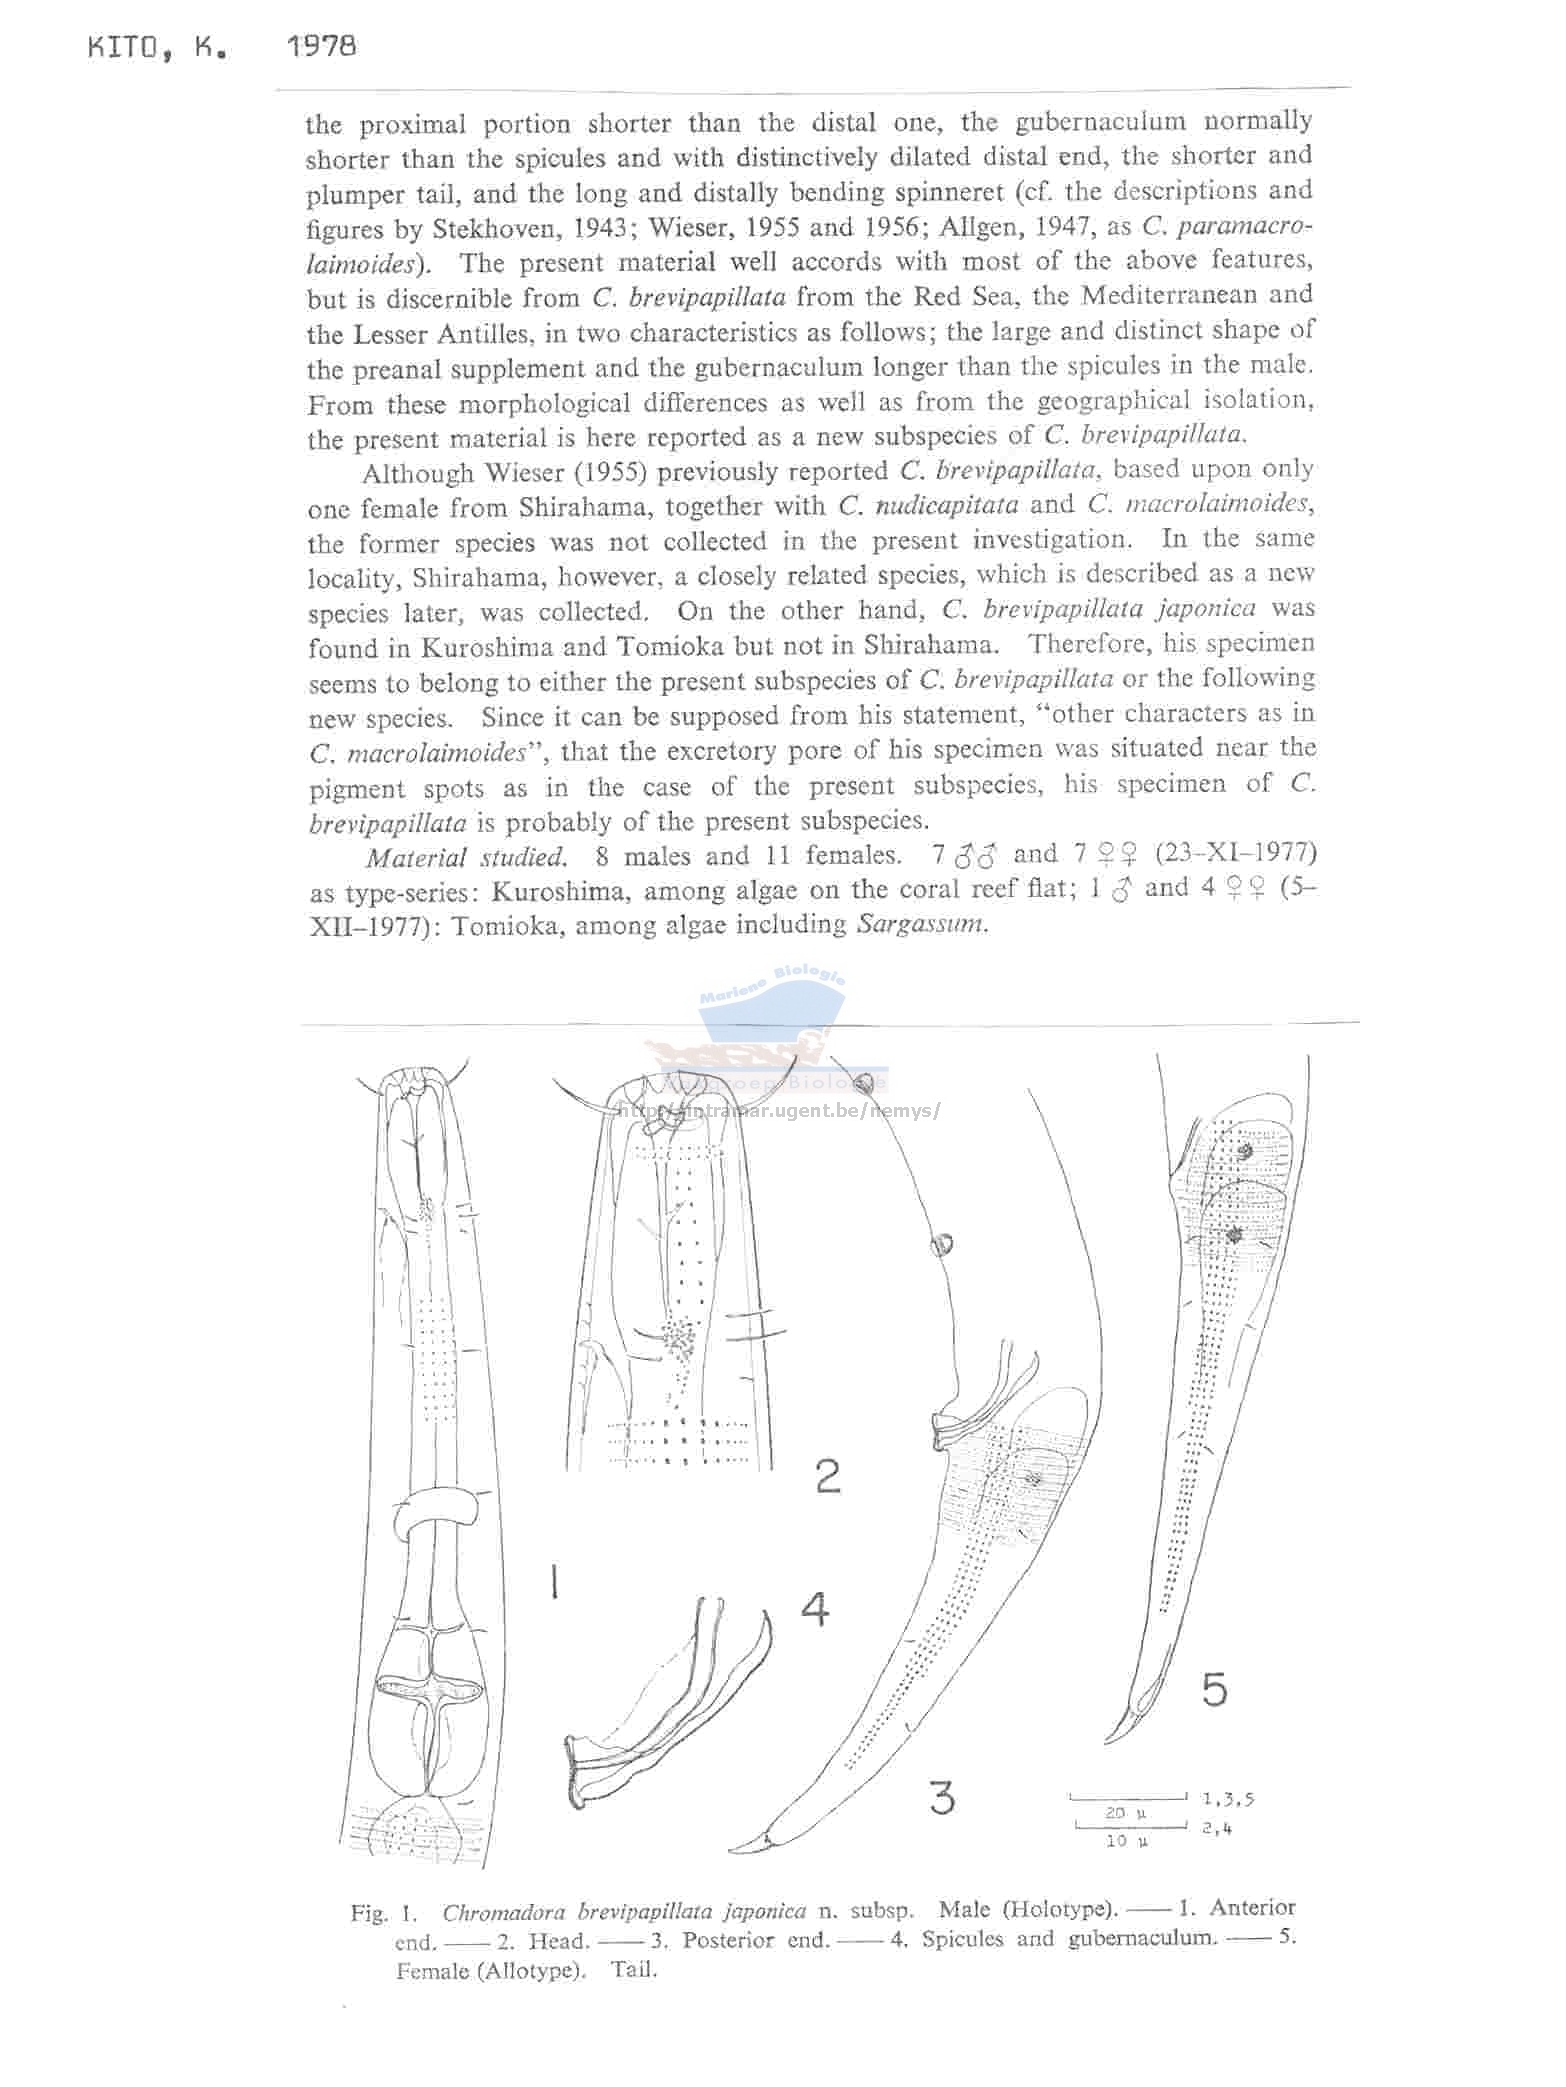 KITO, K. 1978
the proximal portion shorter than the distal one, the gubernaculum normally
shorter than the spicules and with distinctively dilated distal end, the shorter and
plumper tail, and the long and distally bending spinneret (cf. the descriptions and
figures by Stekhoven, 1943; Wieser, 1955 and 1956; Allgen, 1947, as C. paramacro-
laimoides). The present material well accords with most of the above features,
but is discernible from C. brevipapillata from the Red Sea, the Mediterranean and
the Lesser Antilles, in two characteristics as follows; the large and distinct shape of
the preanal supplement and the gubernaculum longer than the spicules in the male.
From these morphological differences as well as from the geographical isolation,
the present material is here reported as a new subspecies of C. brevipapillata.
Although Wieser (1955) previously reported C. brevipapillata, based upon only
one female from Shirahama, together with C. nudicapitata and C. macrolaimoides,
the former species was not collected in the present investigation. In the same
locality, Shirahama, however, a closely related species, which is described as a new
species later, was collected. On the other hand, C. brevipapillata japonica was
found in Kuroshima and Tomioka but not in Shirahama. Therefore, his specimen
seems to belong to either the present subspecies of C. brevipapillata or the following
new species. Since it can be supposed from his statement, “other characters as in
C. macrolaimoides”, that the excretory pore of his specimen was situated near the
pigment spots as in the case of the present subspecies, his specimen of C.
brevipapillata is probably of the present subspecies.
Material studied. 8 males and 11 females. 7 ♂♂ and 7 ♀♀ (23–XI–1977)
as type-series: Kuroshima, among algae on the coral reef flat; 1 ♂ and 4 ♀♀ (5–
XII–1977): Tomioka, among algae including Sargassum.
Mariene Biologie
Vakgroep Biologie
http://intramar.ugent.be/nemys/
2
1
4
5
3
20 μ 1,3,5
10 μ 2,4
Fig. 1. Chromadora brevipapillata japonica n. subsp. Male (Holotype). —— 1. Anterior
end. —— 2. Head. —— 3. Posterior end. —— 4. Spicules and gubernaculum. —— 5.
Female (Allotype). Tail.